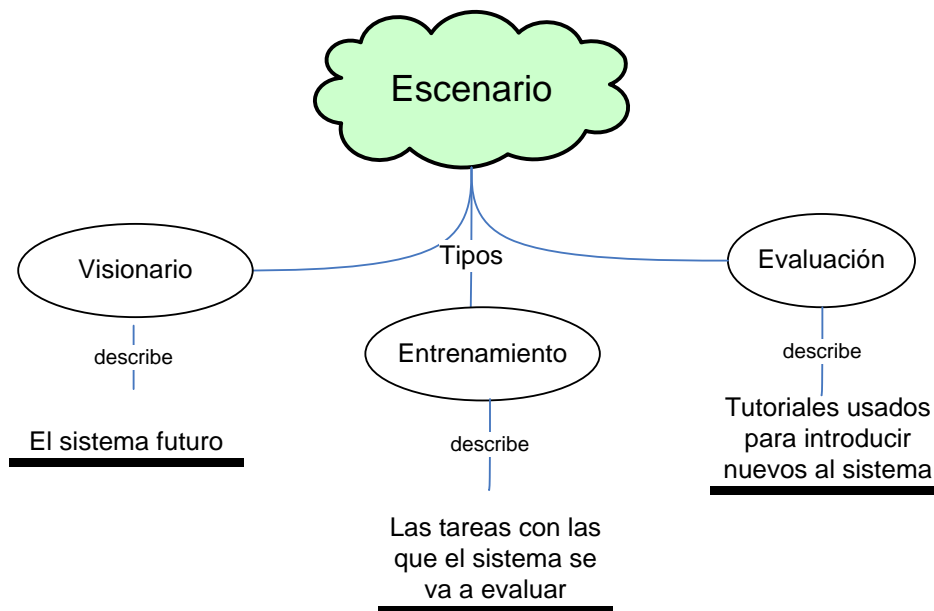 Escenario
Tipos
Visionario
describe
El sistema futuro
Entrenamiento
describe
Las tareas con las
que el sistema se
va a evaluar
Evaluación
describe
Tutoriales usados
para introducir
nuevos al sistema